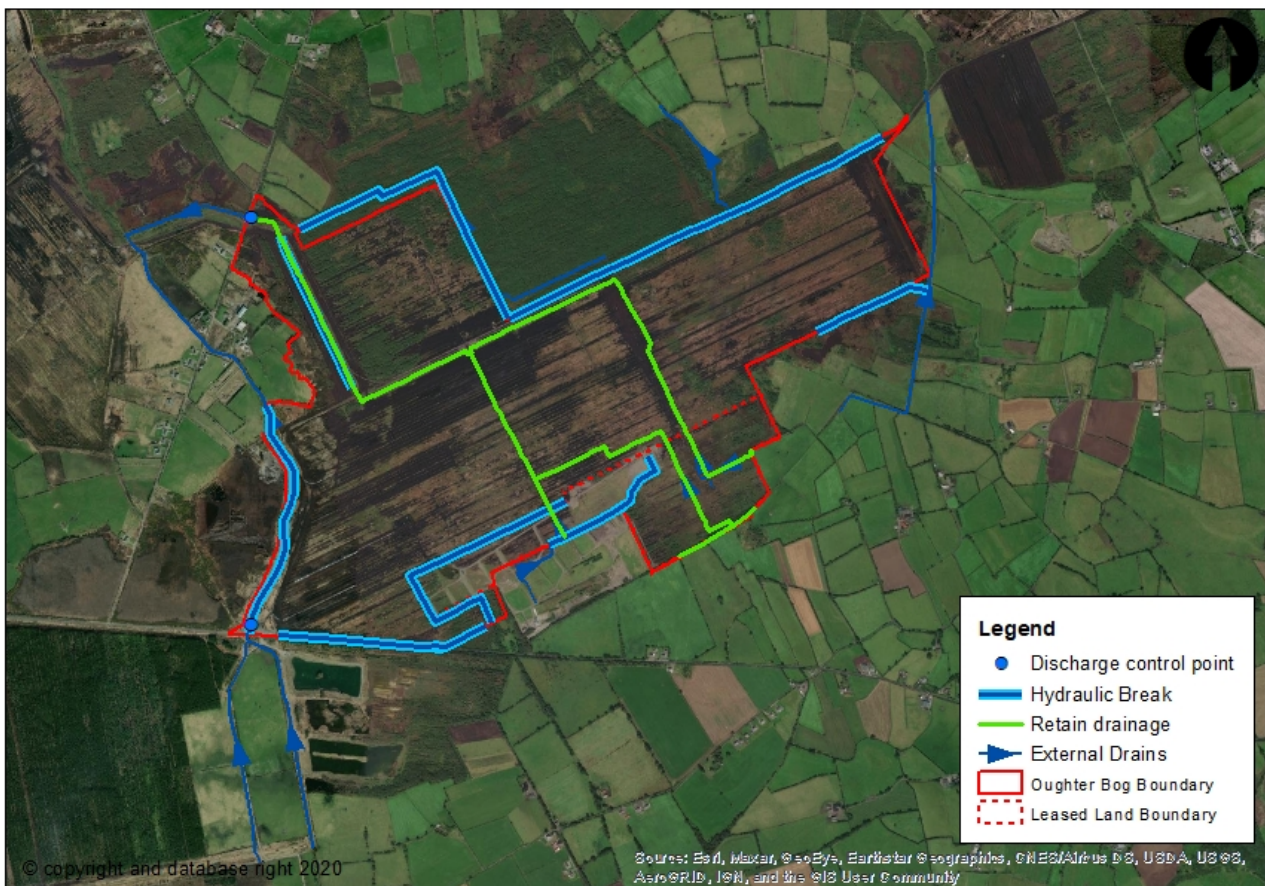 Legend
Discharge control point
Hydraulic Break
Retain drainage
External Drains
Oughter Bog Boundary
Leased Land Boundary
© copyright and database right 2020
Source: Esri, Maxar, GeoEye, Earthstar Geographics, CNES/Airbus DS, USDA, USGS,
AeroGRID, IGN, and the GIS User Community